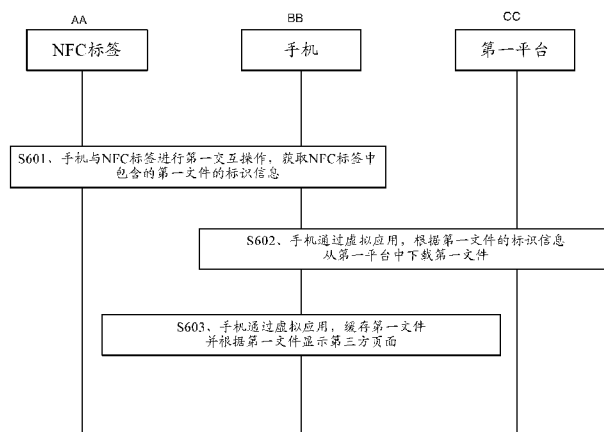 AA
BB
CC
NFC标签
手机
第一平台
S601、手机与NFC标签进行第一交互操作，获取NFC标签中
包含的第一文件的标识信息
S602、手机通过虚拟应用，根据第一文件的标识信息
从第一平台中下载第一文件
S603、手机通过虚拟应用，缓存第一文件
并根据第一文件显示第三方页面